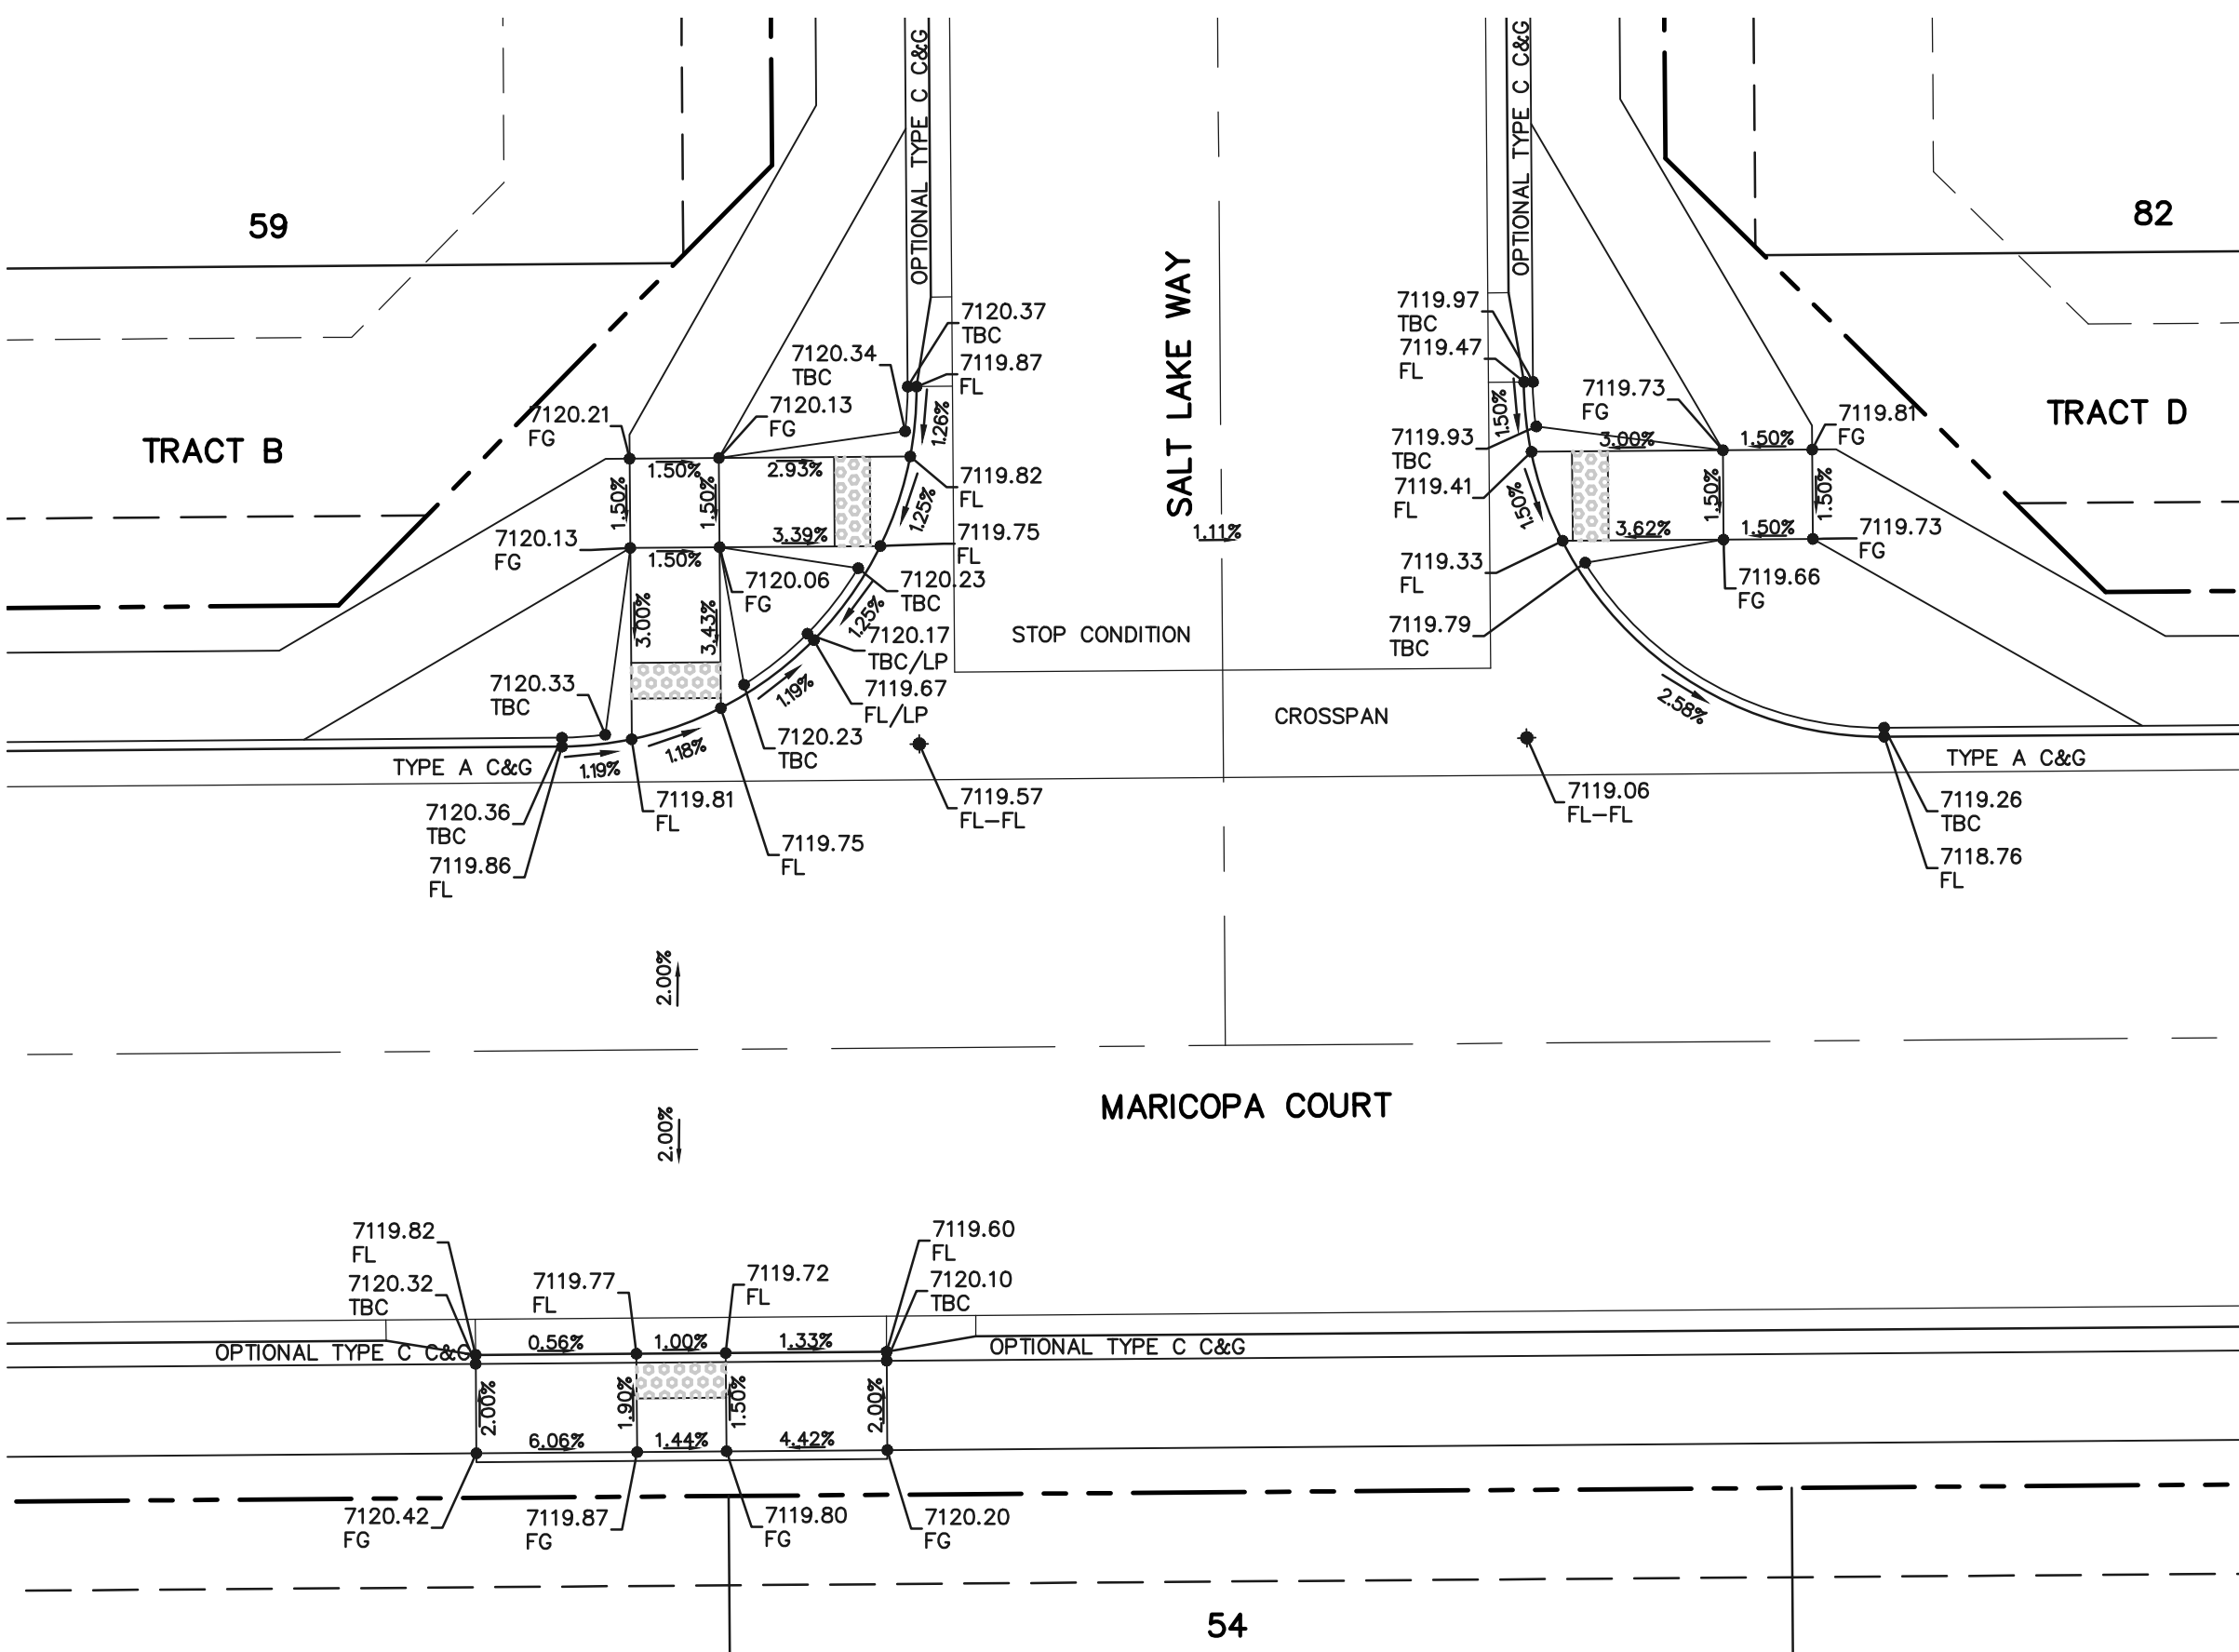 OPTIONAL TYPE C C&G
OPTIONAL TYPE C C&G
59
82
SALT LAKE WAY
TRACT B
TRACT D
7120.37
TBC
7119.87
FL
7120.34
TBC
7120.13
FG
7120.21
FG
1.26%
1.50%
2.93%
1.50%
1.50%
7119.82
FL
1.25%
3.39%
7119.75
FL
7120.13
FG
1.50%
7120.06
FG
7120.23
TBC
1.25%
3.00%
3.43%
7120.17
TBC/LP
7119.67
FL/LP
1.19%
7120.33
TBC
7120.23
TBC
1.18%
1.19%
TYPE A C&G
7120.36
TBC
7119.86
FL
7119.81
FL
7119.75
FL
7119.57
FL-FL
1.11%
STOP CONDITION
CROSSPAN
7119.97
TBC
7119.47
FL
7119.73
FG
7119.81
FG
1.50%
3.00%
1.50%
7119.93
TBC
7119.41
FL
1.50%
1.50%
1.50%
3.62%
1.50%
7119.73
FG
7119.33
FL
7119.66
FG
7119.79
TBC
2.58%
7119.06
FL-FL
TYPE A C&G
7119.26
TBC
7118.76
FL
2.00%
MARICOPA COURT
2.00%
7119.82
FL
7120.32
TBC
7119.77
FL
7119.72
FL
7119.60
FL
7120.10
TBC
OPTIONAL TYPE C C&G
0.56%
1.00%
1.33%
OPTIONAL TYPE C C&G
2.00%
1.90%
1.50%
2.00%
6.06%
1.44%
4.42%
7120.42
FG
7119.87
FG
7119.80
FG
7120.20
FG
54